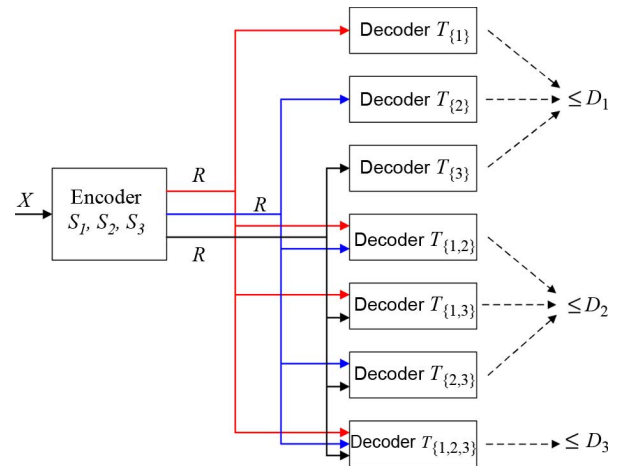 Decoder T{1}
Decoder T{2}
≤D1
Decoder T{3}
X
Encoder
S1, S2, S3
R
R
R
Decoder T{1,2}
Decoder T{1,3}
≤D2
Decoder T{2,3}
Decoder T{1,2,3}
≤D3